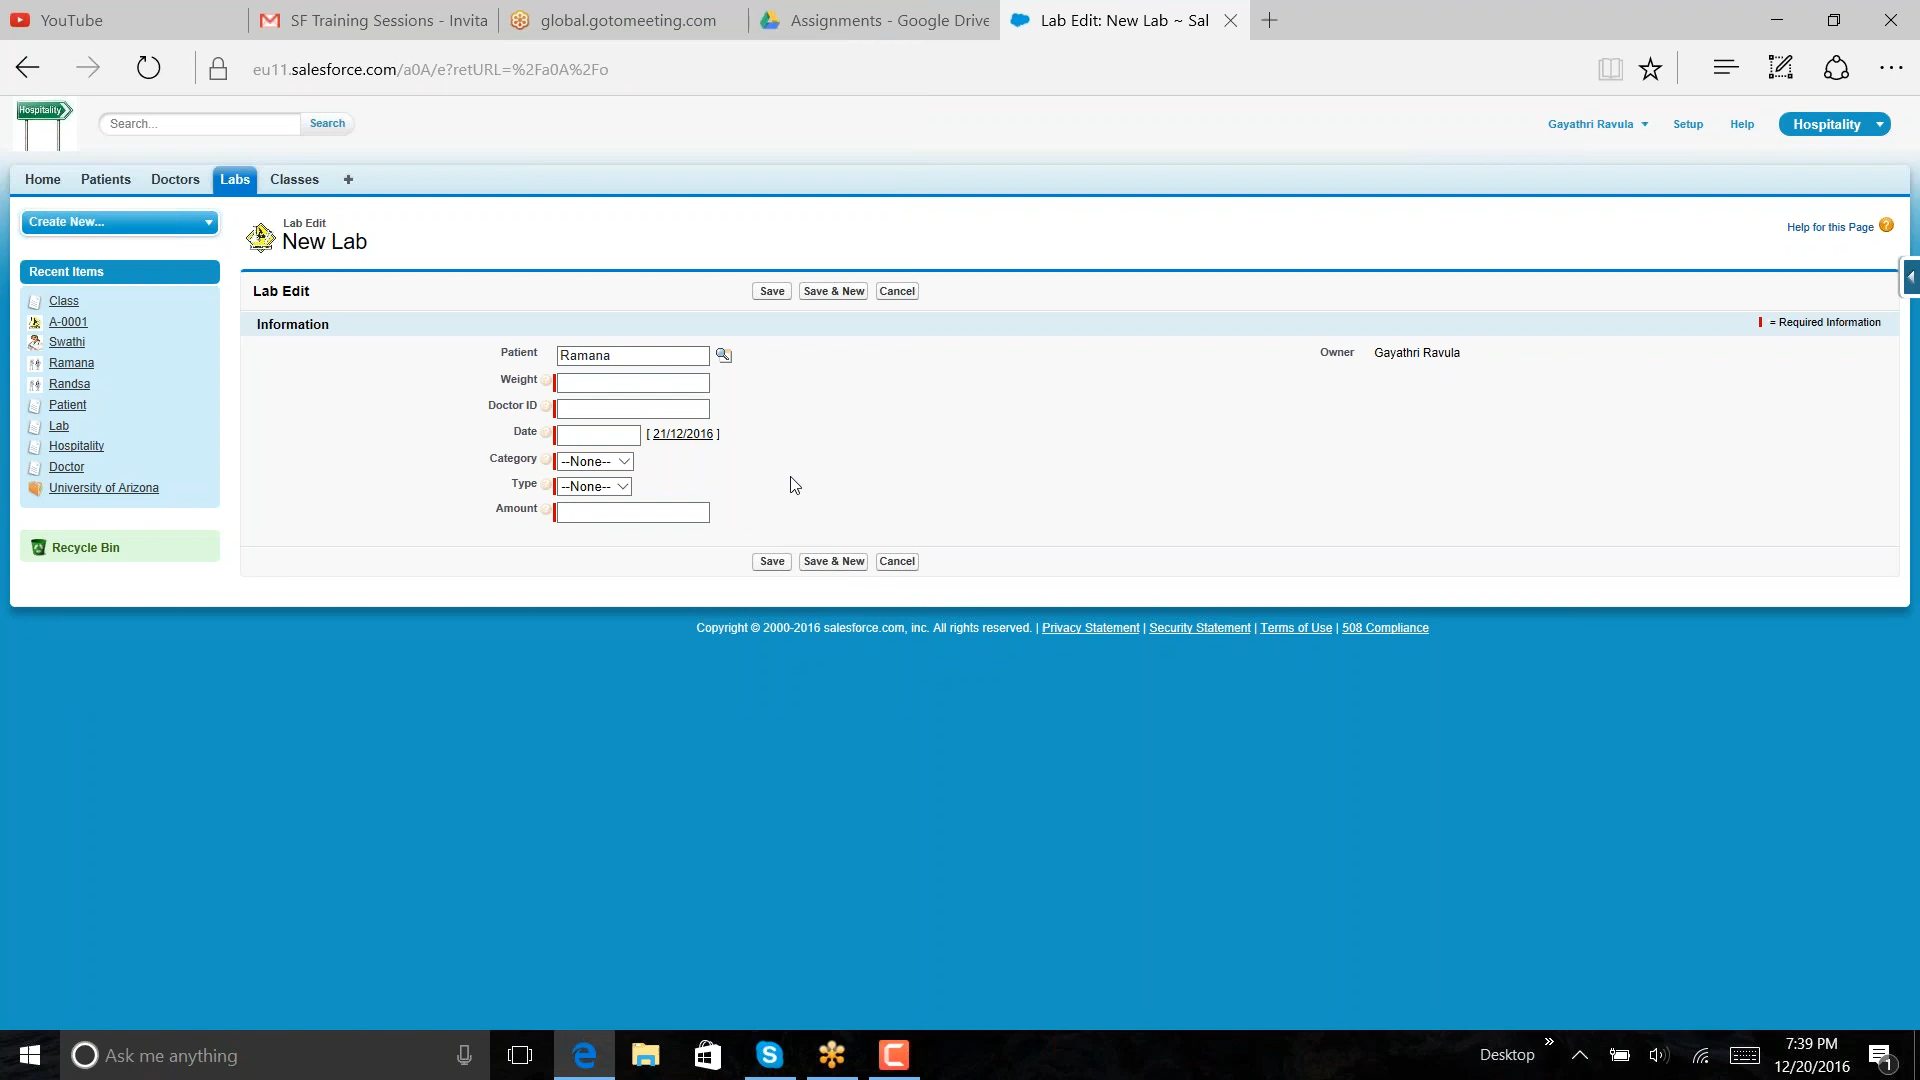 YouTube
SF Training Sessions - Invita
global.gotomeeting.com
Assignments - Google Drive
Lab Edit: New Lab ~ Sal
eu11.salesforce.com/a0A/e?retURL=%2Fa0A%2Fo
Hospitality
Search...
Search
Gayathri Ravula
Setup
Help
Hospitality
Home
Patients
Doctors
Labs
Classes
+
Create New...
Lab Edit
New Lab
Help for this Page
Recent Items
Class
A-0001
Swathi
Ramana
Randsa
Patient
Lab
Hospitality
Doctor
University of Arizona
Recycle Bin
Lab Edit
Save
Save & New
Cancel
Information
= Required Information
Patient
Ramana
Owner
Gayathri Ravula
Weight
Doctor ID
Date
[ 21/12/2016 ]
Category
--None--
Type
--None--
Amount
Save
Save & New
Cancel
Copyright © 2000-2016 salesforce.com, inc. All rights reserved. | Privacy Statement | Security Statement | Terms of Use | 508 Compliance
Ask me anything
Desktop
7:39 PM
12/20/2016
1